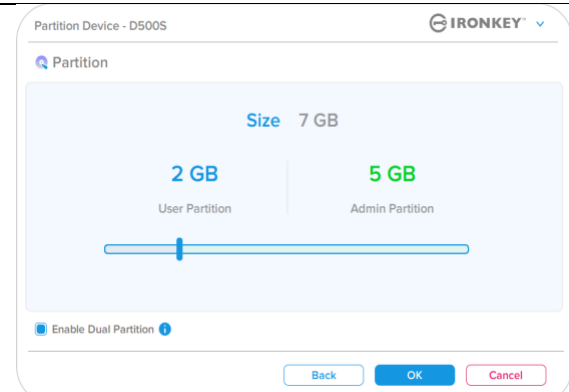 Partition Device - D500S IRONKEY™
Partition
Size 7 GB
2 GB 5 GB
User Partition Admin Partition
Enable Dual Partition i
Back OK Cancel